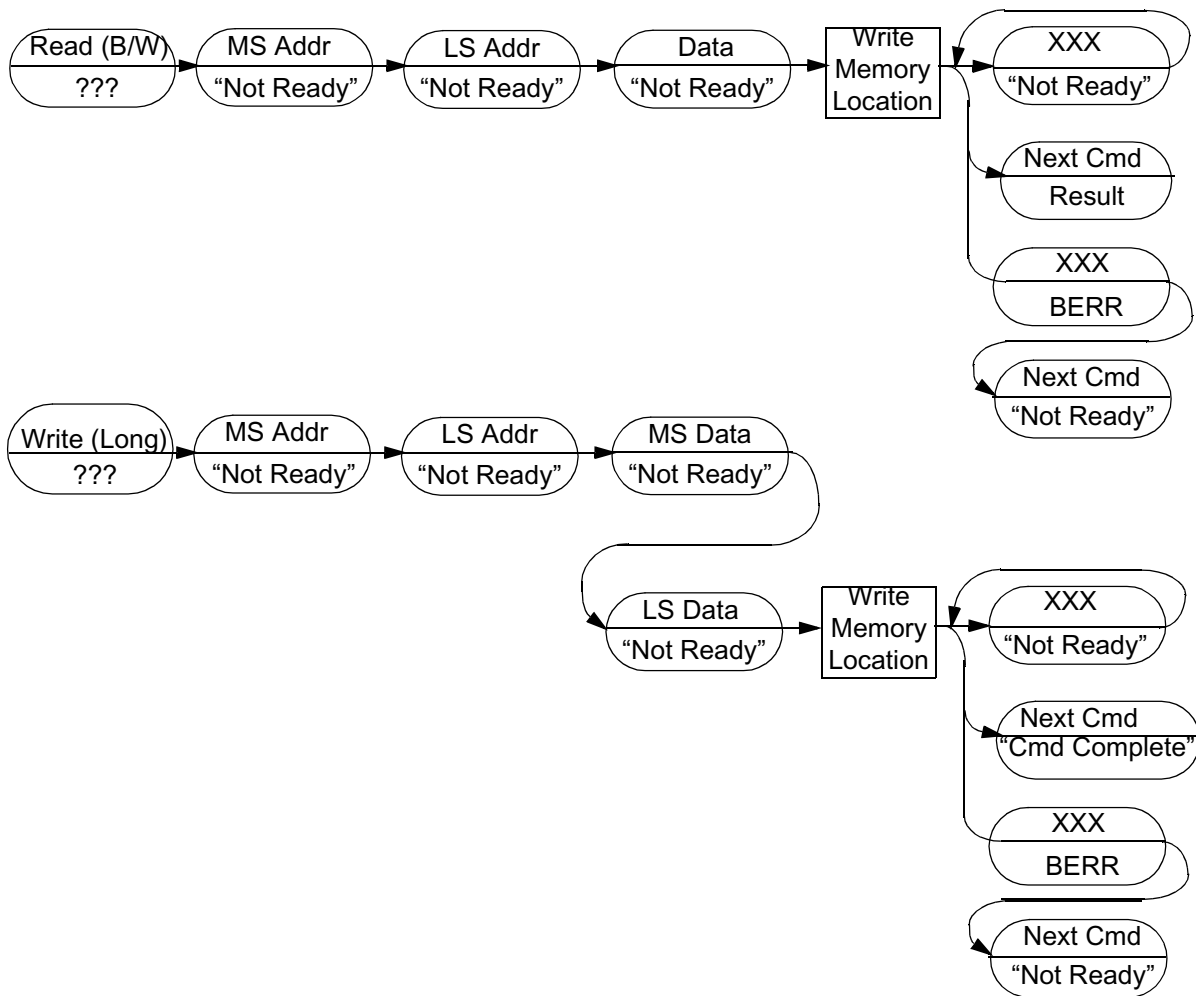 Read (B/W)
???
MS Addr
“Not Ready”
LS Addr
“Not Ready”
Data
“Not Ready”
Write
Memory
Location
XXX
“Not Ready”
Next Cmd
Result
XXX
BERR
Next Cmd
“Not Ready”
Write (Long)
???
MS Addr
“Not Ready”
LS Addr
“Not Ready”
MS Data
“Not Ready”
LS Data
“Not Ready”
Write
Memory
Location
XXX
“Not Ready”
Next Cmd
“Cmd Complete”
XXX
BERR
Next Cmd
“Not Ready”